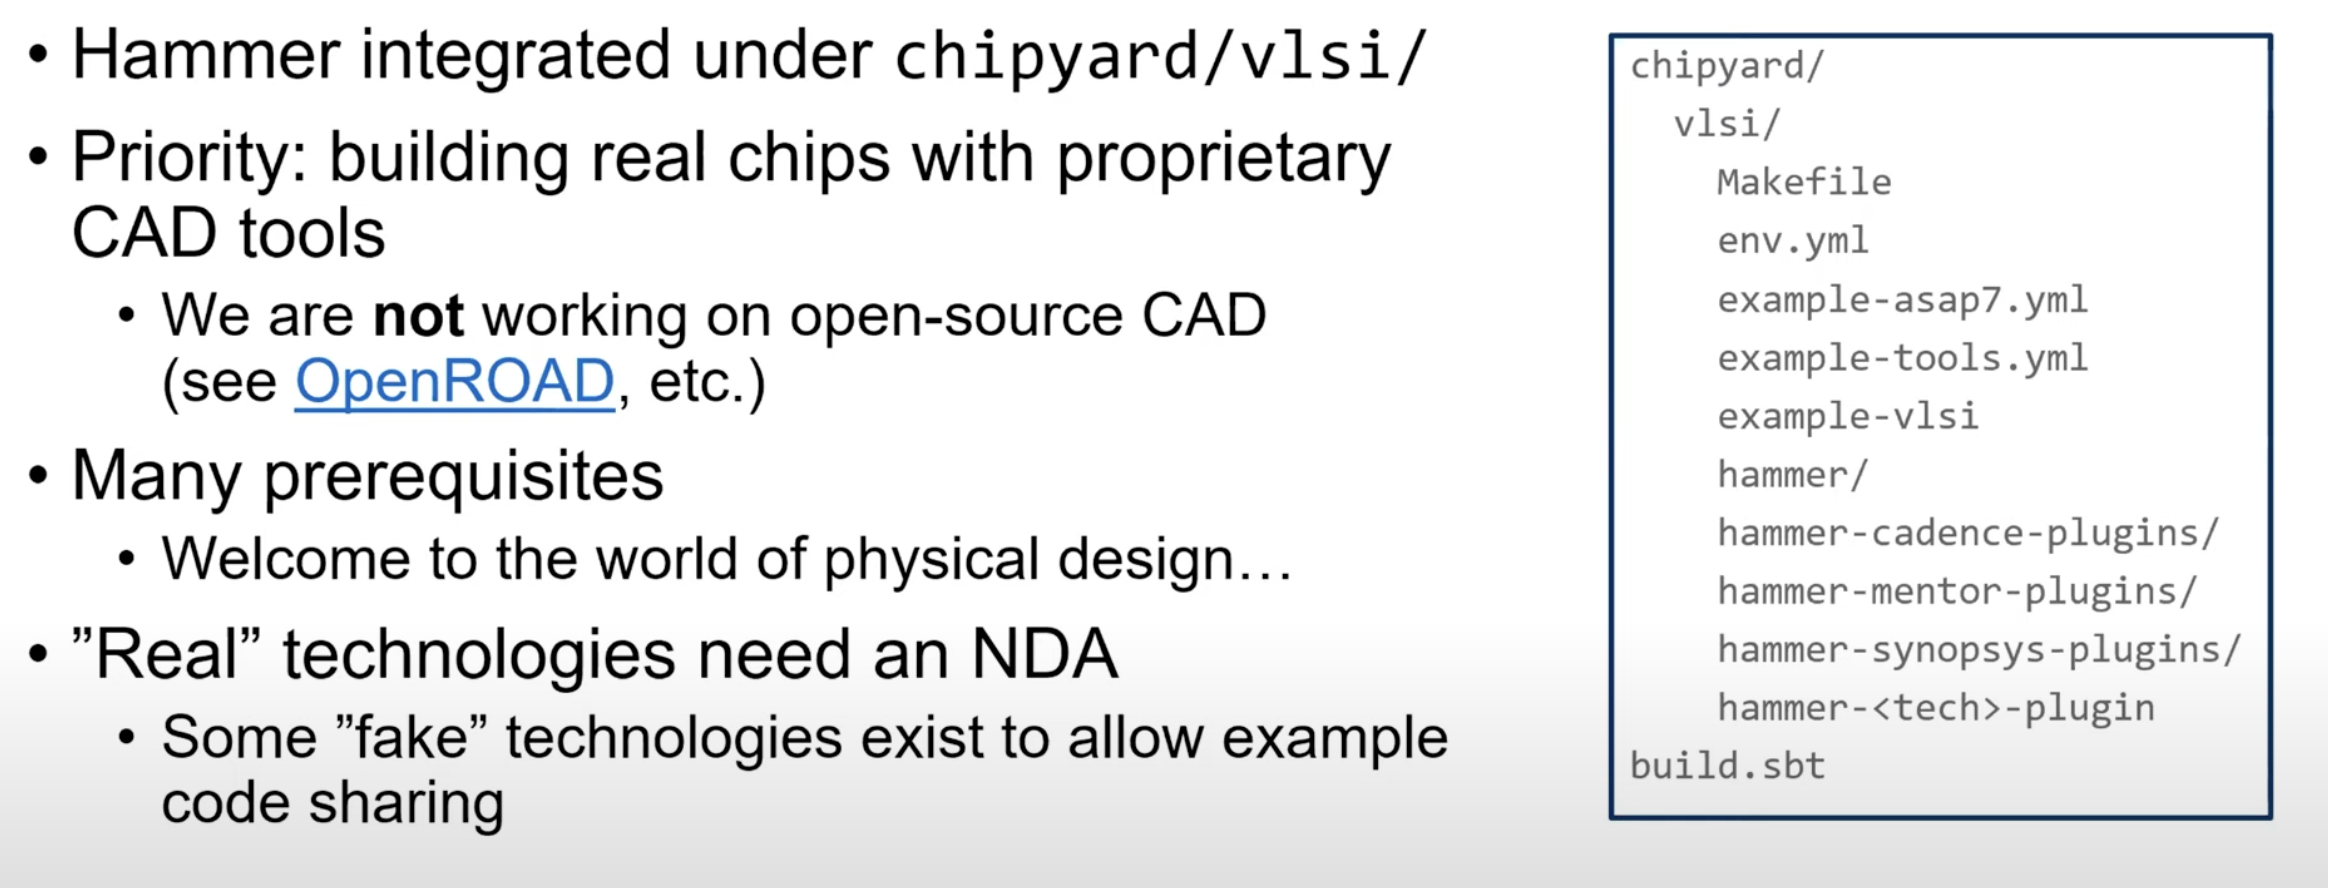 • Hammer integrated under chipyard/vlsi/
• Priority: building real chips with proprietary
CAD tools
• We are not working on open-source CAD
(see OpenROAD, etc.)
• Many prerequisites
• Welcome to the world of physical design…
• ”Real” technologies need an NDA
• Some ”fake” technologies exist to allow example
code sharing
chipyard/
vlsi/
Makefile
env.yml
example-asap7.yml
example-tools.yml
example-vlsi
hammer/
hammer-cadence-plugins/
hammer-mentor-plugins/
hammer-synopsys-plugins/
hammer-<tech>-plugin
build.sbt